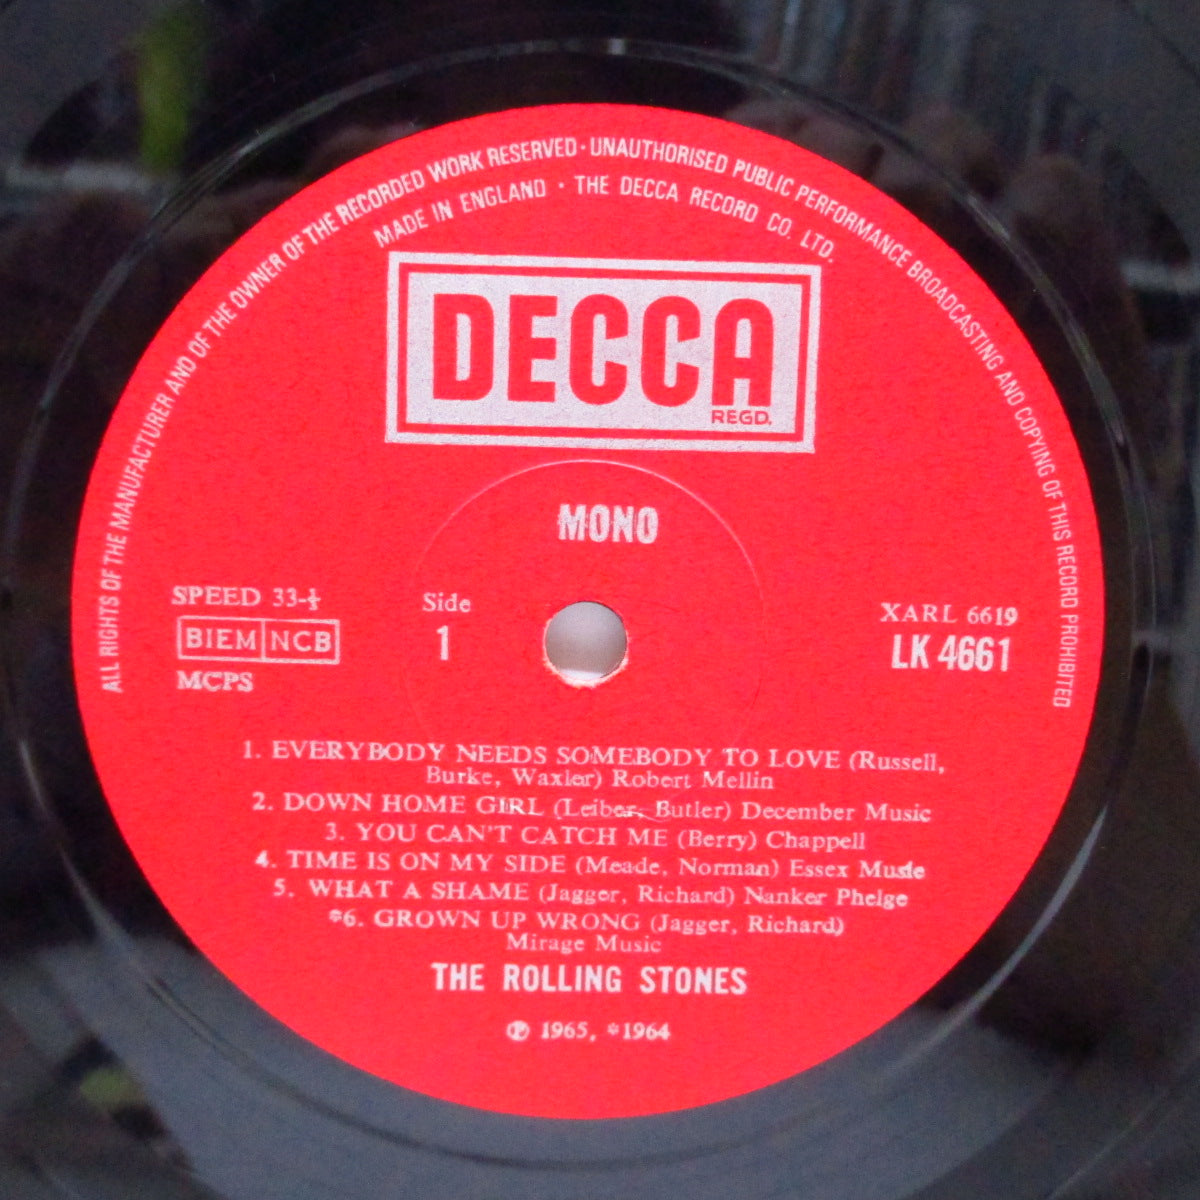 ALL RIGHTS OF THE MANUFACTURER AND OF THE OWNER OF THE RECORDED WORK RESERVED · UNAUTHORISED PUBLIC PERFORMANCE BROADCASTING AND COPYING OF THIS RECORD PROHIBITED
MADE IN ENGLAND · THE DECCA RECORD CO. LTD.
DECCA
REGD.
MONO
SPEED 33-⅓
BIEM NCB
MCPS
Side
1
XARL 6619
LK 4661
1. EVERYBODY NEEDS SOMEBODY TO LOVE (Russell,
Burke, Waxler) Robert Mellin
2. DOWN HOME GIRL (Leiber, Butler) December Music
3. YOU CAN'T CATCH ME (Berry) Chappell
4. TIME IS ON MY SIDE (Meade, Norman) Essex Music
5. WHAT A SHAME (Jagger, Richard) Nanker Phelge
*6. GROWN UP WRONG (Jagger, Richard)
Mirage Music
THE ROLLING STONES
℗ 1965, *1964